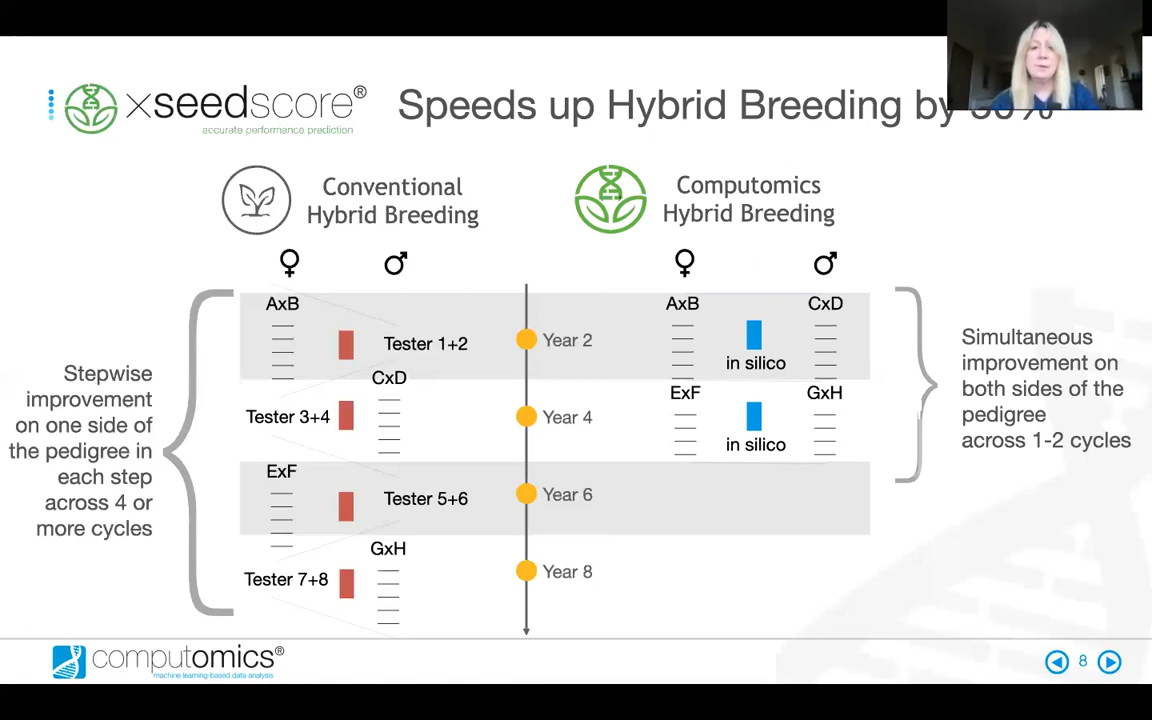 xseedscore®
accurate performance prediction
Speeds up Hybrid Breeding by
Conventional
Hybrid Breeding
Computomics
Hybrid Breeding
♀ ♂
♀ ♂
Stepwise
improvement
on one side of
the pedigree in
each step
across 4 or
more cycles
AxB
Tester 1+2
CxD
Tester 3+4
ExF
Tester 5+6
GxH
Tester 7+8
Year 2
Year 4
Year 6
Year 8
AxB CxD
in silico
ExF GxH
in silico
Simultaneous
improvement on
both sides of the
pedigree
across 1-2 cycles
computomics®
machine learning-based data analysis
8